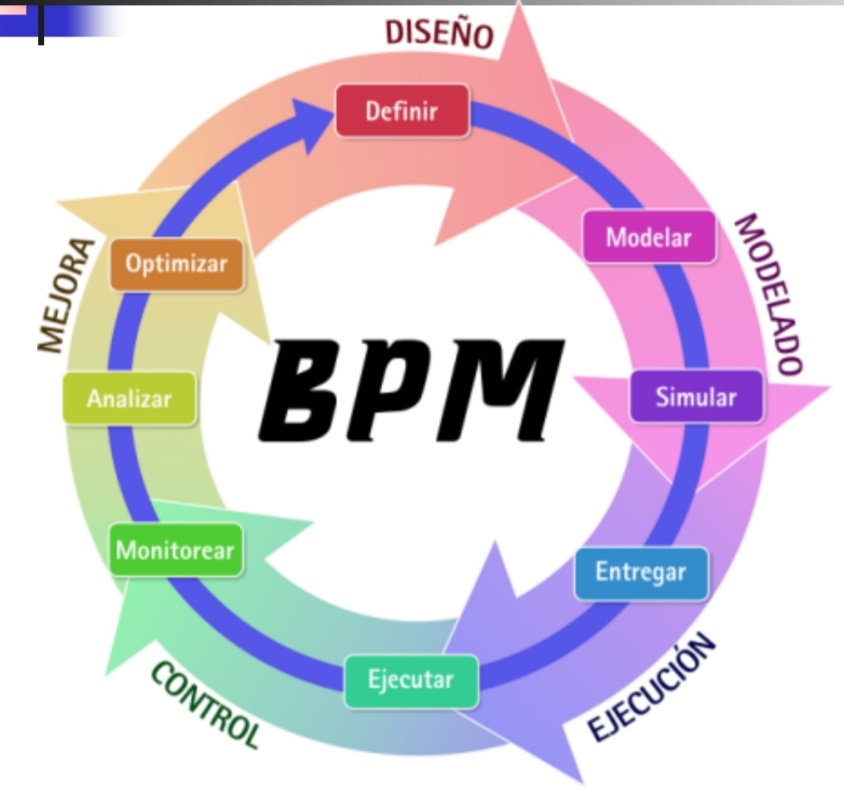 DISEÑO
Definir
Modelar
MODELADO
Simular
Entregar
EJECUCIÓN
Ejecutar
CONTROL
Monitorear
Analizar
MEJORA
Optimizar
BPM